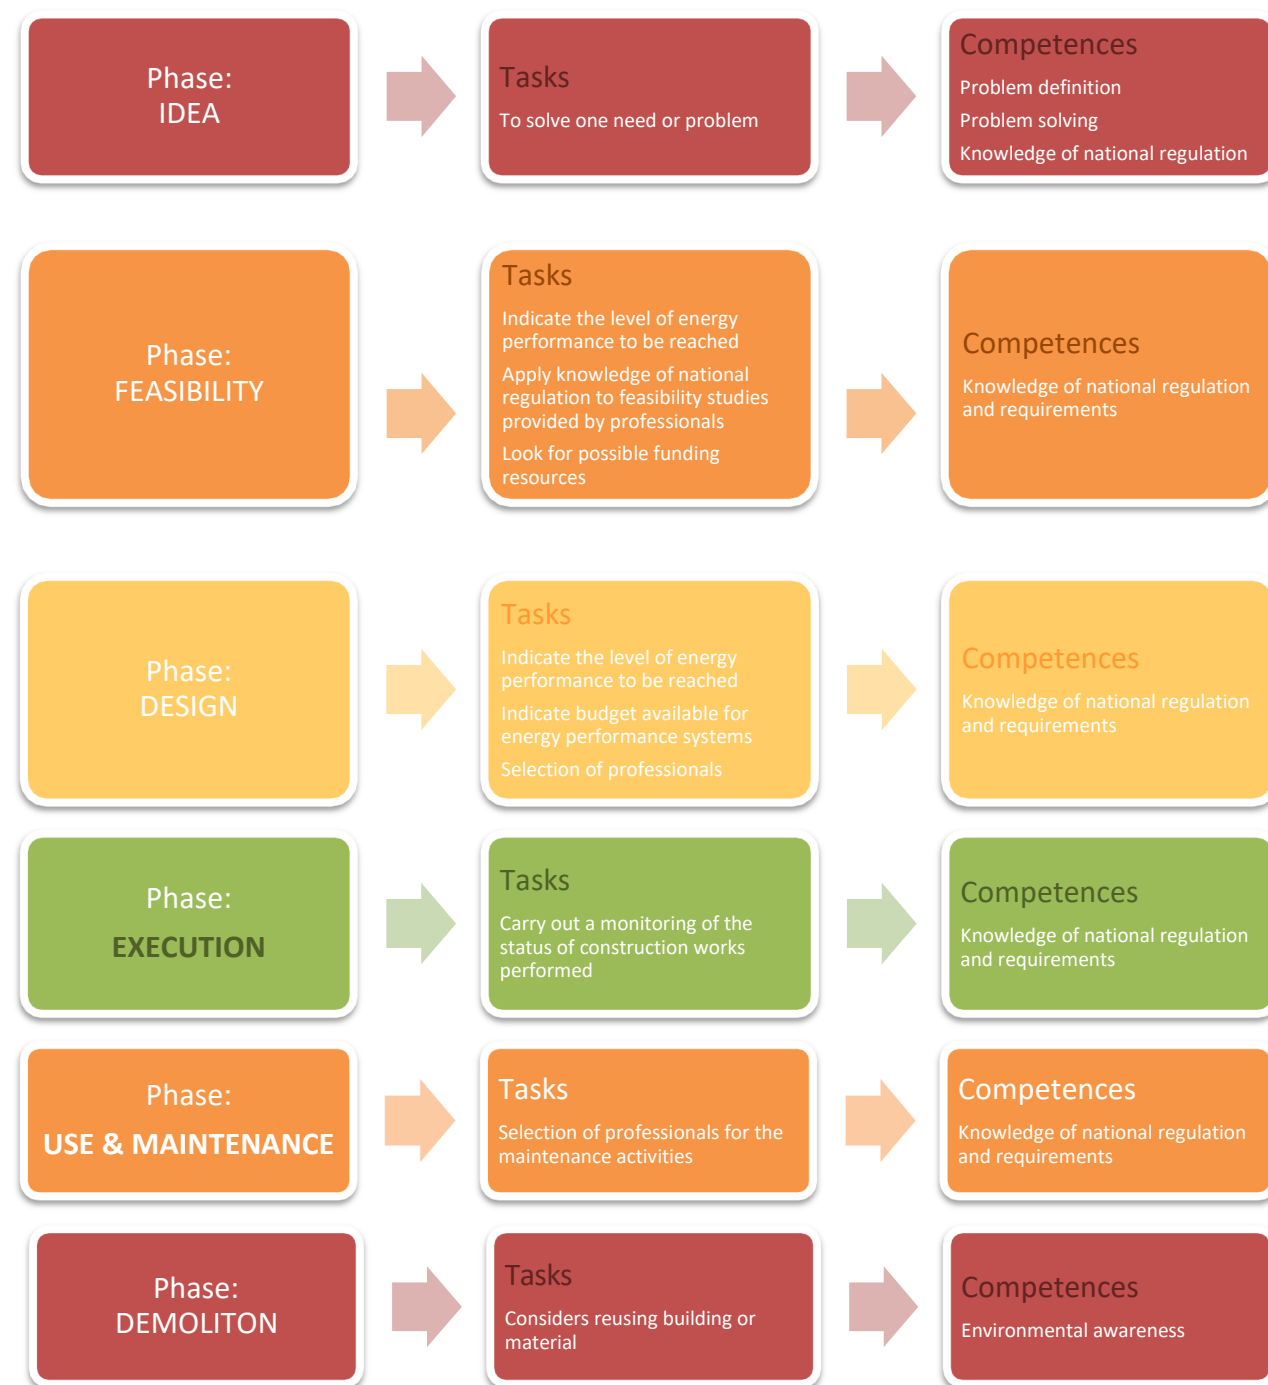 Phase:
IDEA
Tasks
To solve one need or problem
Competences
Problem definition
Problem solving
Knowledge of national regulation
Phase:
FEASIBILITY
Tasks
Indicate the level of energy
performance to be reached
Apply knowledge of national
regulation to feasibility studies
provided by professionals
Look for possible funding
resources
Competences
Knowledge of national regulation
and requirements
Phase:
DESIGN
Tasks
Indicate the level of energy
performance to be reached
Indicate budget available for
energy performance systems
Selection of professionals
Competences
Knowledge of national regulation
and requirements
Phase:
EXECUTION
Tasks
Carry out a monitoring of the
status of construction works
performed
Competences
Knowledge of national regulation
and requirements
Phase:
USE & MAINTENANCE
Tasks
Selection of professionals for the
maintenance activities
Competences
Knowledge of national regulation
and requirements
Phase:
DEMOLITON
Tasks
Considers reusing building or
material
Competences
Environmental awareness